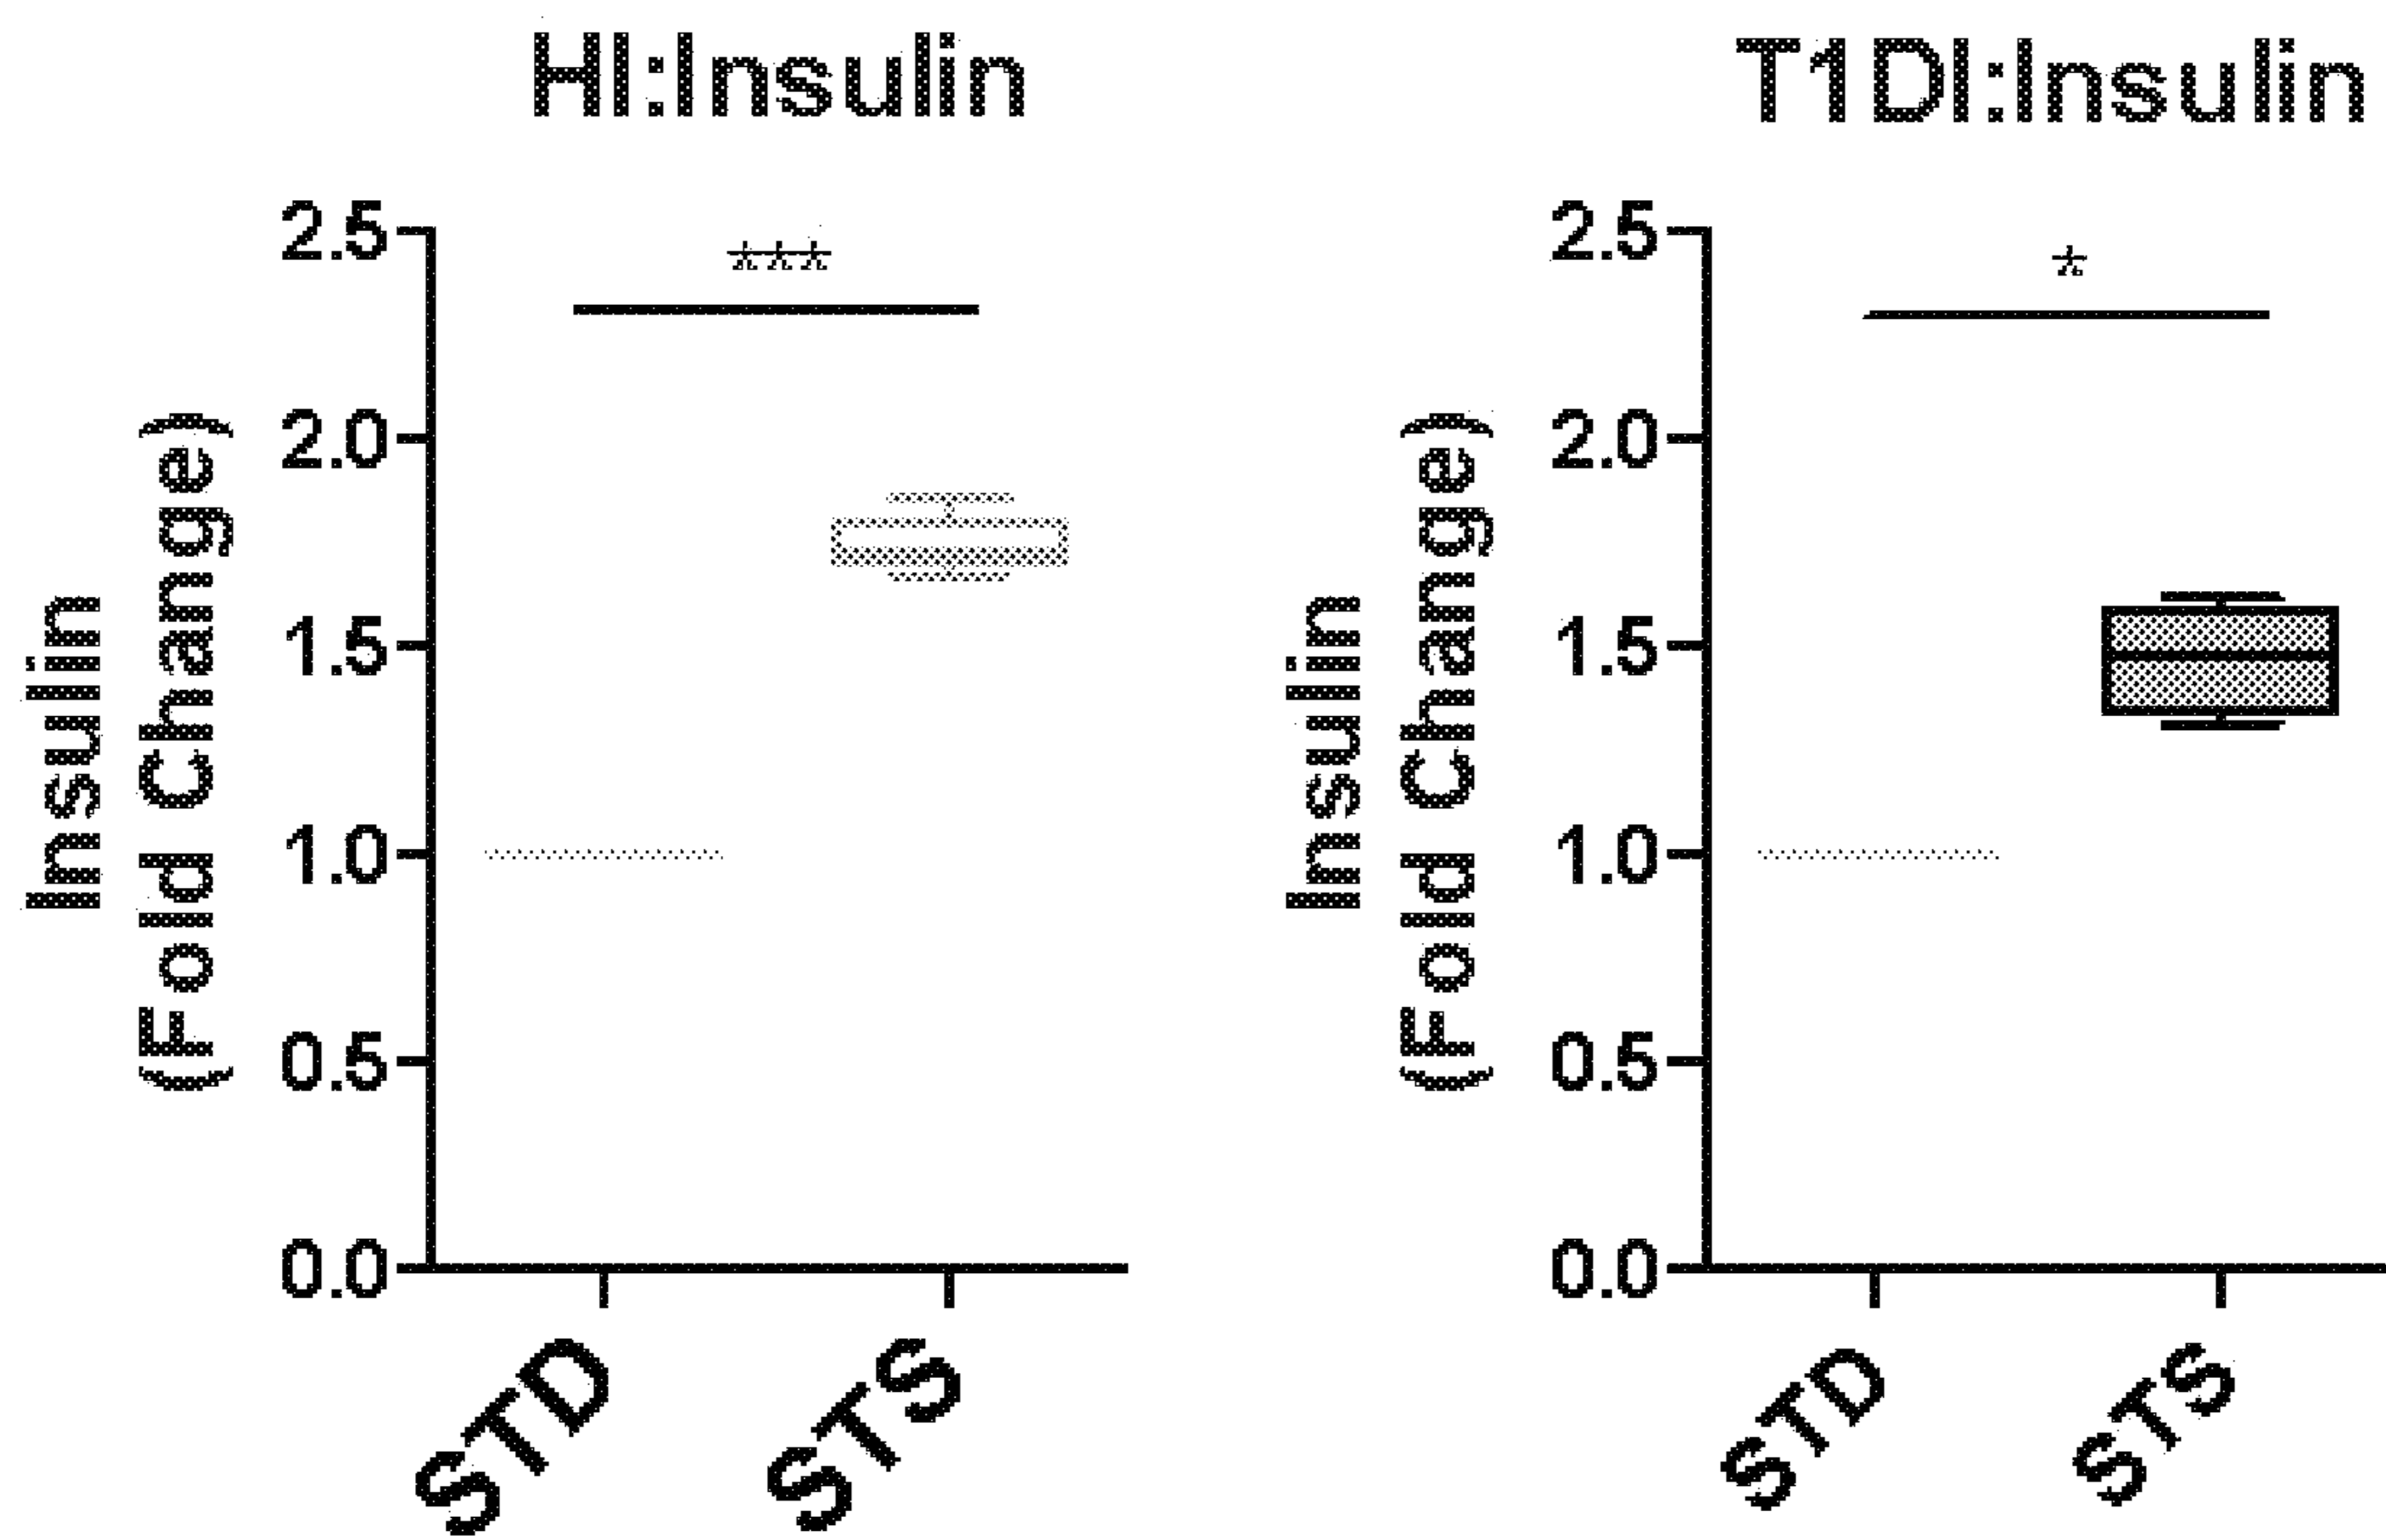 HI:Insulin
***
Insulin
(Fold Change)
2.5
2.0
1.5
1.0
0.5
0.0
STD
STS
T1DI:Insulin
*
Insulin
(Fold Change)
2.5
2.0
1.5
1.0
0.5
0.0
STD
STS